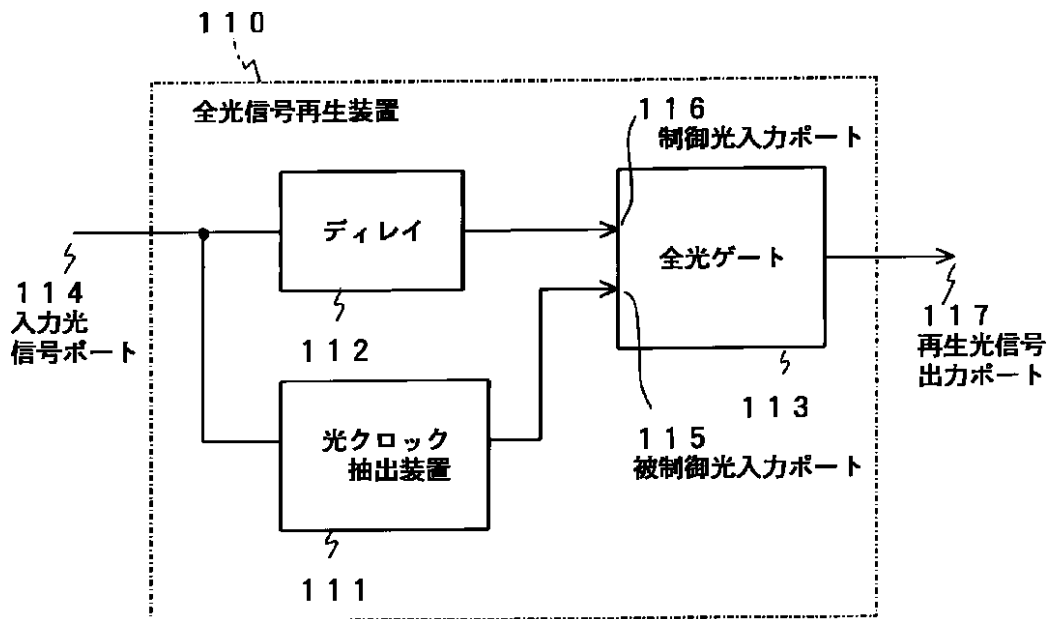 110
全光信号再生装置
116
制御光入力ポート
ディレイ
全光ゲート
114
入力光
信号ポート
112
117
再生光信号
出力ポート
113
光クロック
抽出装置
115
被制御光入力ポート
111